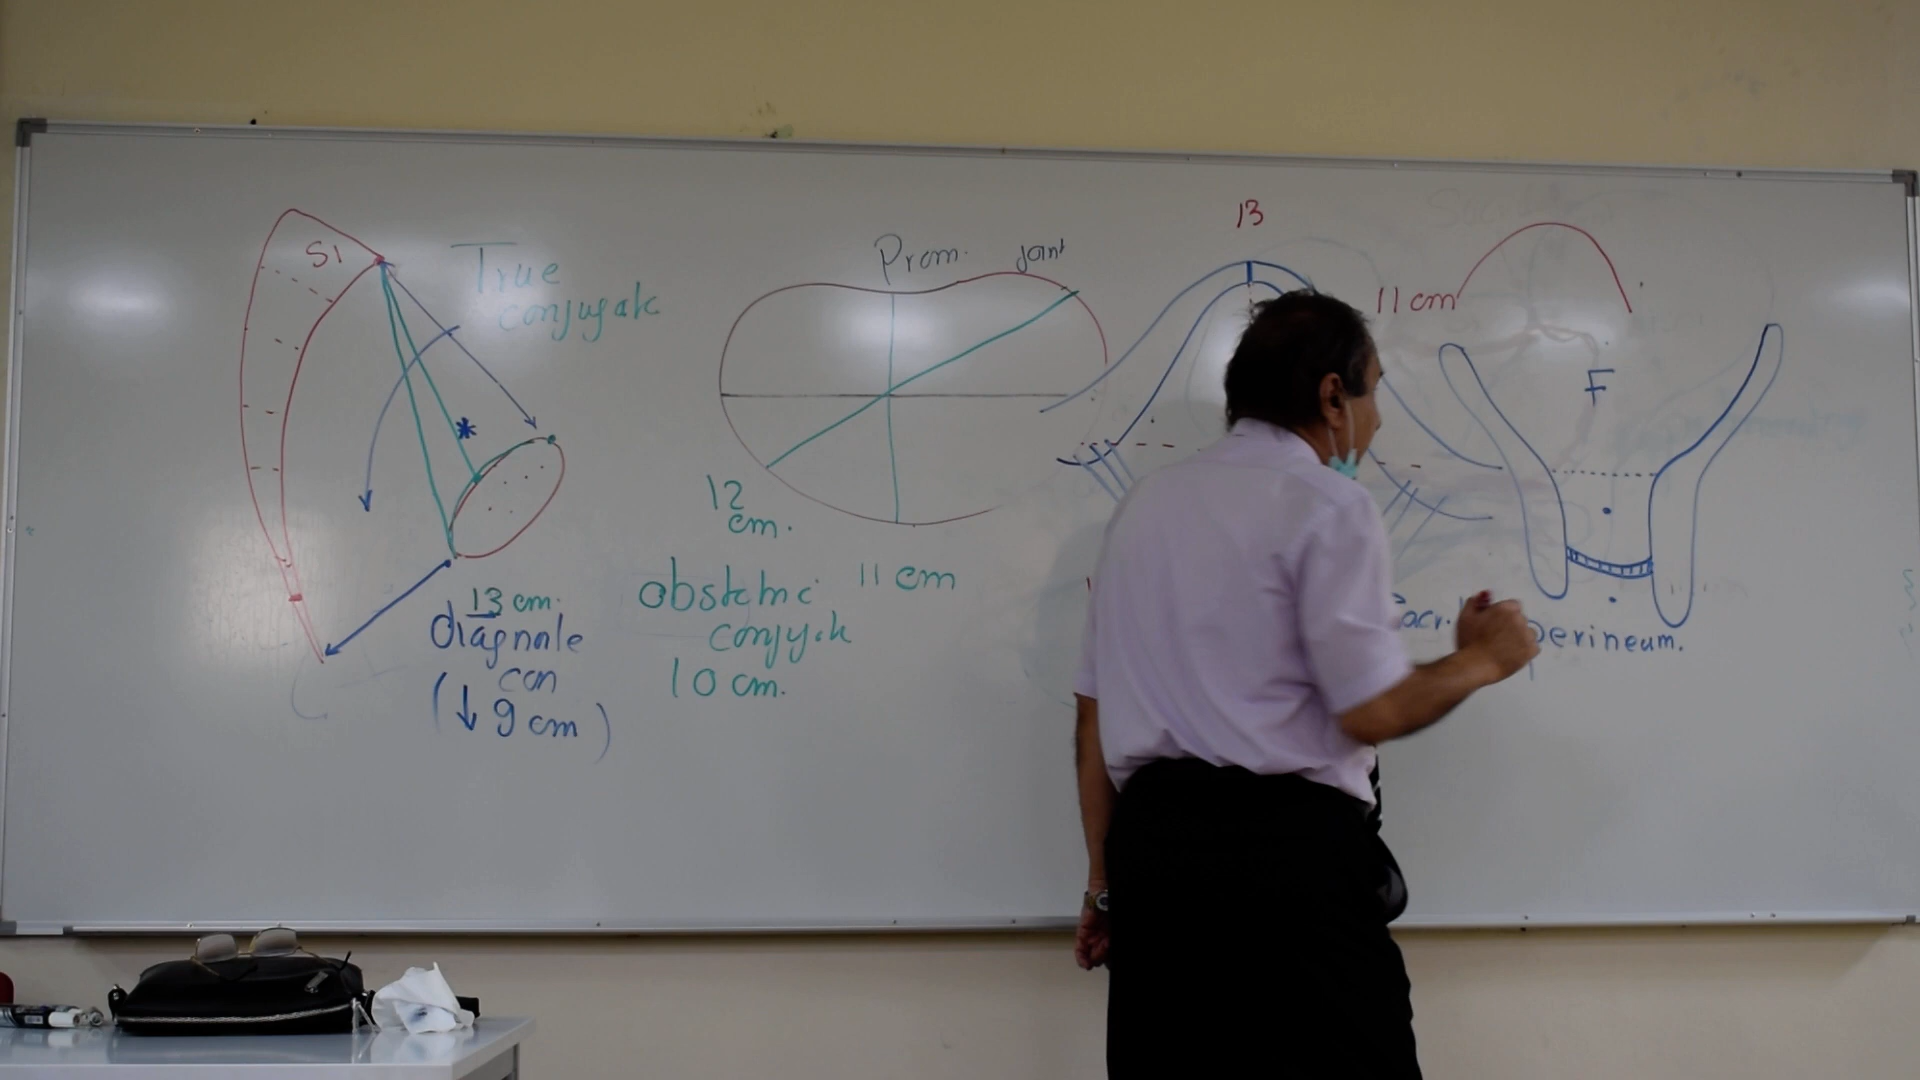 S1
True
conjugate
*
13 cm.
diagnale
con
(↓ 9 cm)
Prom.
joint
12
cm.
11 cm
obstetric
conjugate
10 cm.
13
11 cm
F
perineum.